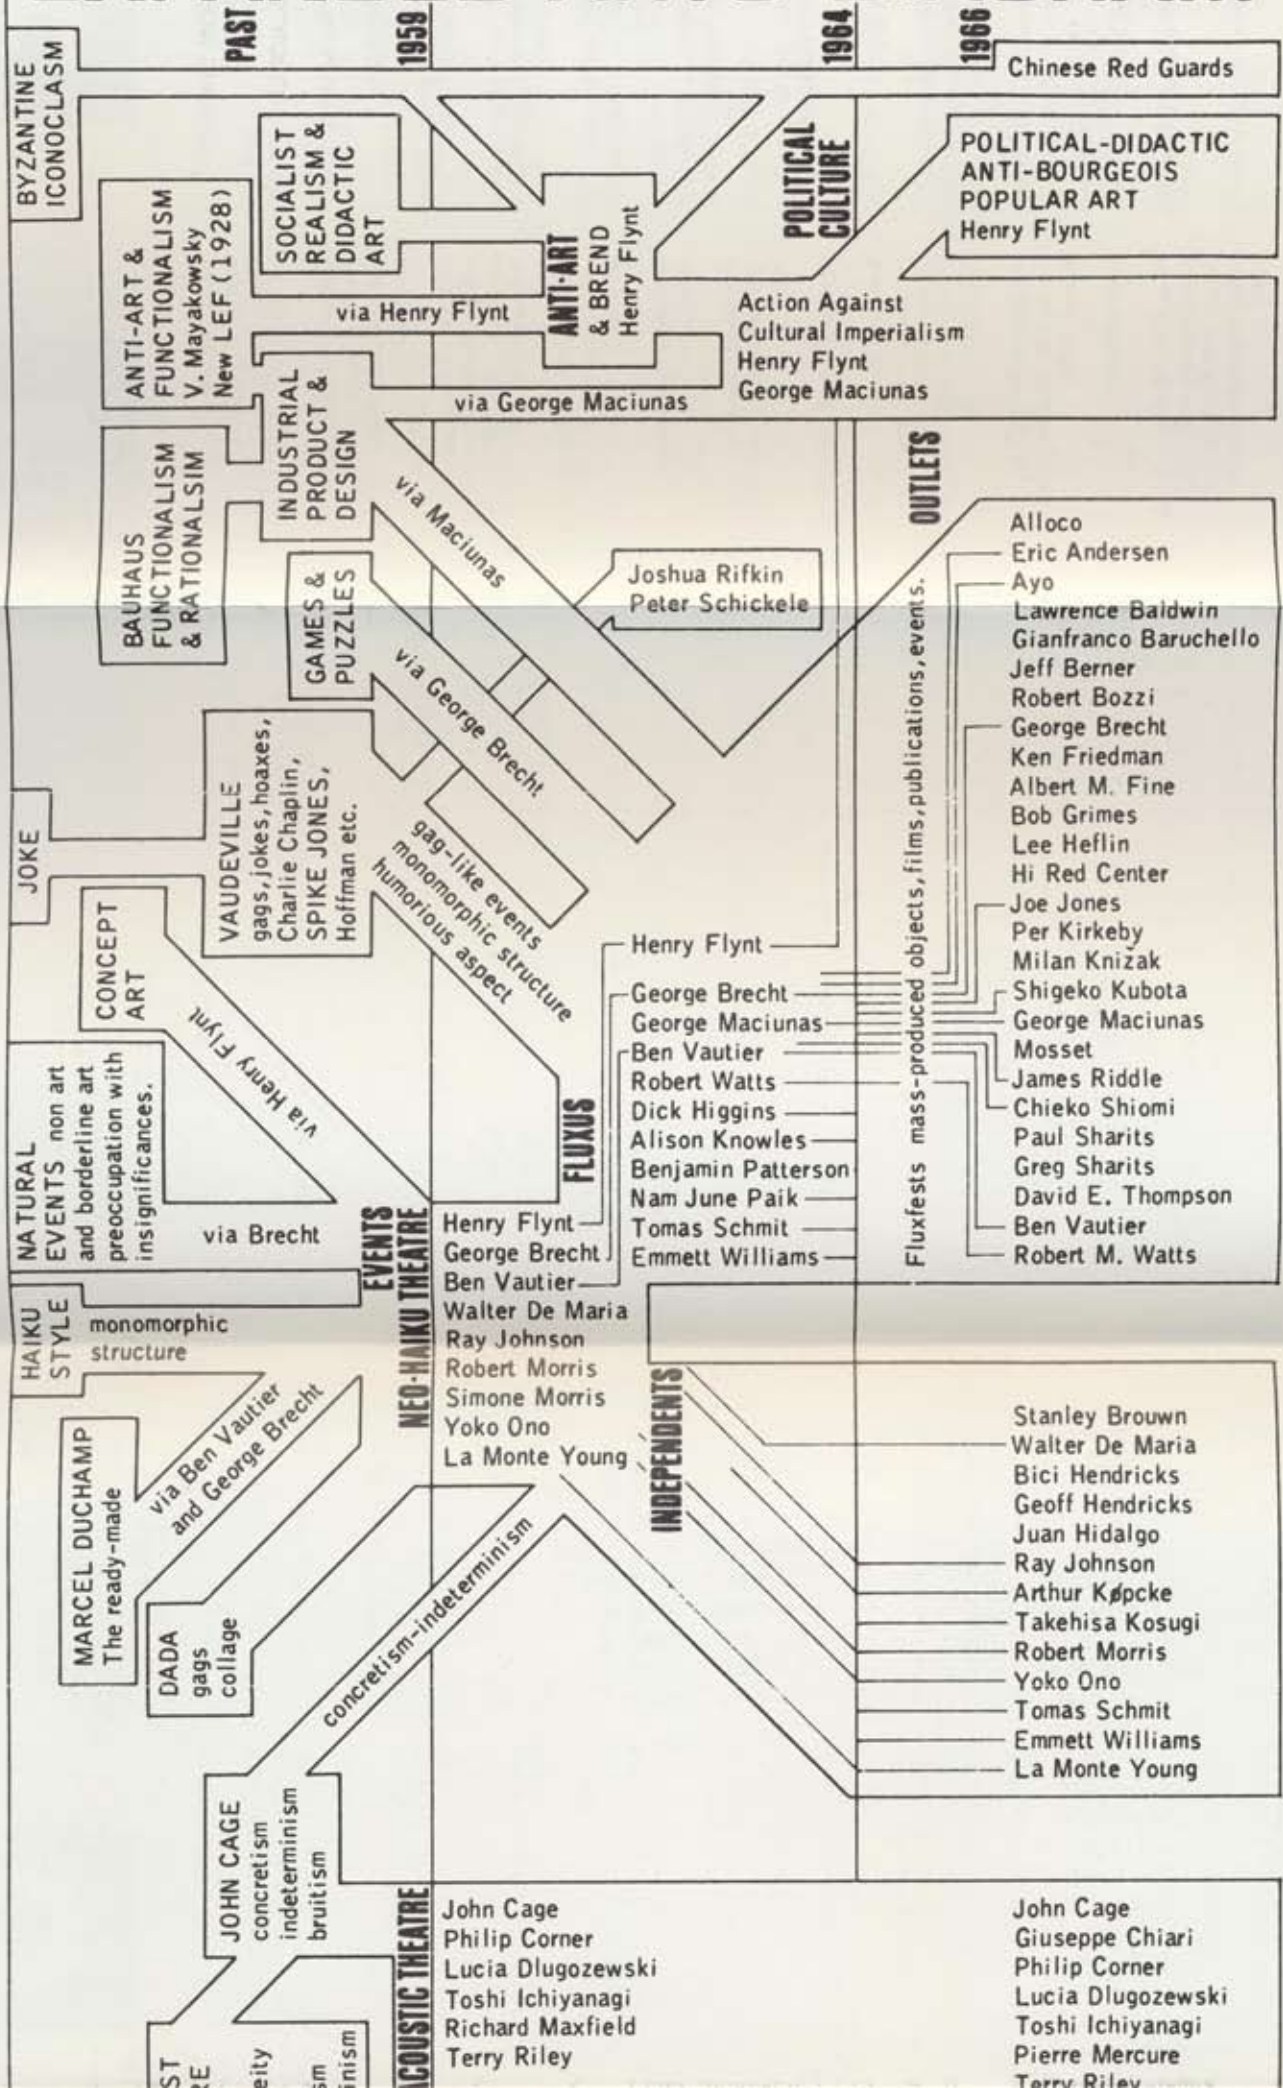 PAST
1959
1964
1966
BYZANTINE
ICONOCLASM
Chinese Red Guards
SOCIALIST
REALISM &
DIDACTIC
ART
ANTI-ART &
FUNCTIONALISM
V. Mayakowsky
New LEF (1928)
via Henry Flynt
ANTI-ART
& BREND
Henry Flynt
POLITICAL
CULTURE
POLITICAL-DIDACTIC
ANTI-BOURGEOIS
POPULAR ART
Henry Flynt
Action Against
Cultural Imperialism
Henry Flynt
George Maciunas
via George Maciunas
INDUSTRIAL
PRODUCT &
DESIGN
BAUHAUS
FUNCTIONALISM
& RATIONALSIM
via Maciunas
GAMES &
PUZZLES
via George Brecht
Joshua Rifkin
Peter Schickele
JOKE
VAUDEVILLE
gags, jokes, hoaxes,
Charlie Chaplin,
SPIKE JONES,
Hoffman etc.
gag-like events
monomorphic structure
humorious aspect
CONCEPT
ART
via Henry Flynt
NATURAL
EVENTS non art
and borderline art
preoccupation with
insignificances.
via Brecht
HAIKU
STYLE
monomorphic
structure
MARCEL DUCHAMP
The ready-made
via Ben Vautier
and George Brecht
DADA
gags
collage
EVENTS
NEO-HAIKU THEATRE
Henry Flynt
George Brecht
Ben Vautier
Walter De Maria
Ray Johnson
Robert Morris
Simone Morris
Yoko Ono
La Monte Young
FLUXUS
Henry Flynt
George Brecht
George Maciunas
Ben Vautier
Robert Watts
Dick Higgins
Alison Knowles
Benjamin Patterson
Nam June Paik
Tomas Schmit
Emmett Williams
OUTLETS
Fluxfests mass-produced objects, films, publications, events.
Alloco
Eric Andersen
Ayo
Lawrence Baldwin
Gianfranco Baruchello
Jeff Berner
Robert Bozzi
George Brecht
Ken Friedman
Albert M. Fine
Bob Grimes
Lee Heflin
Hi Red Center
Joe Jones
Per Kirkeby
Milan Knižak
Shigeko Kubota
George Maciunas
Mosset
James Riddle
Chieko Shiomi
Paul Sharits
Greg Sharits
David E. Thompson
Ben Vautier
Robert M. Watts
INDEPENDENTS
Stanley Brouwn
Walter De Maria
Bici Hendricks
Geoff Hendricks
Juan Hidalgo
Ray Johnson
Arthur Køpcke
Takehisa Kosugi
Robert Morris
Yoko Ono
Tomas Schmit
Emmett Williams
La Monte Young
concretism-indeterminism
JOHN CAGE
concretism
indeterminism
bruitism
ACOUSTIC THEATRE
John Cage
Philip Corner
Lucia Dlugozewski
Toshi Ichiyanagi
Richard Maxfield
Terry Riley
John Cage
Giuseppe Chiari
Philip Corner
Lucia Dlugozewski
Toshi Ichiyanagi
Pierre Mercure
Terry Riley